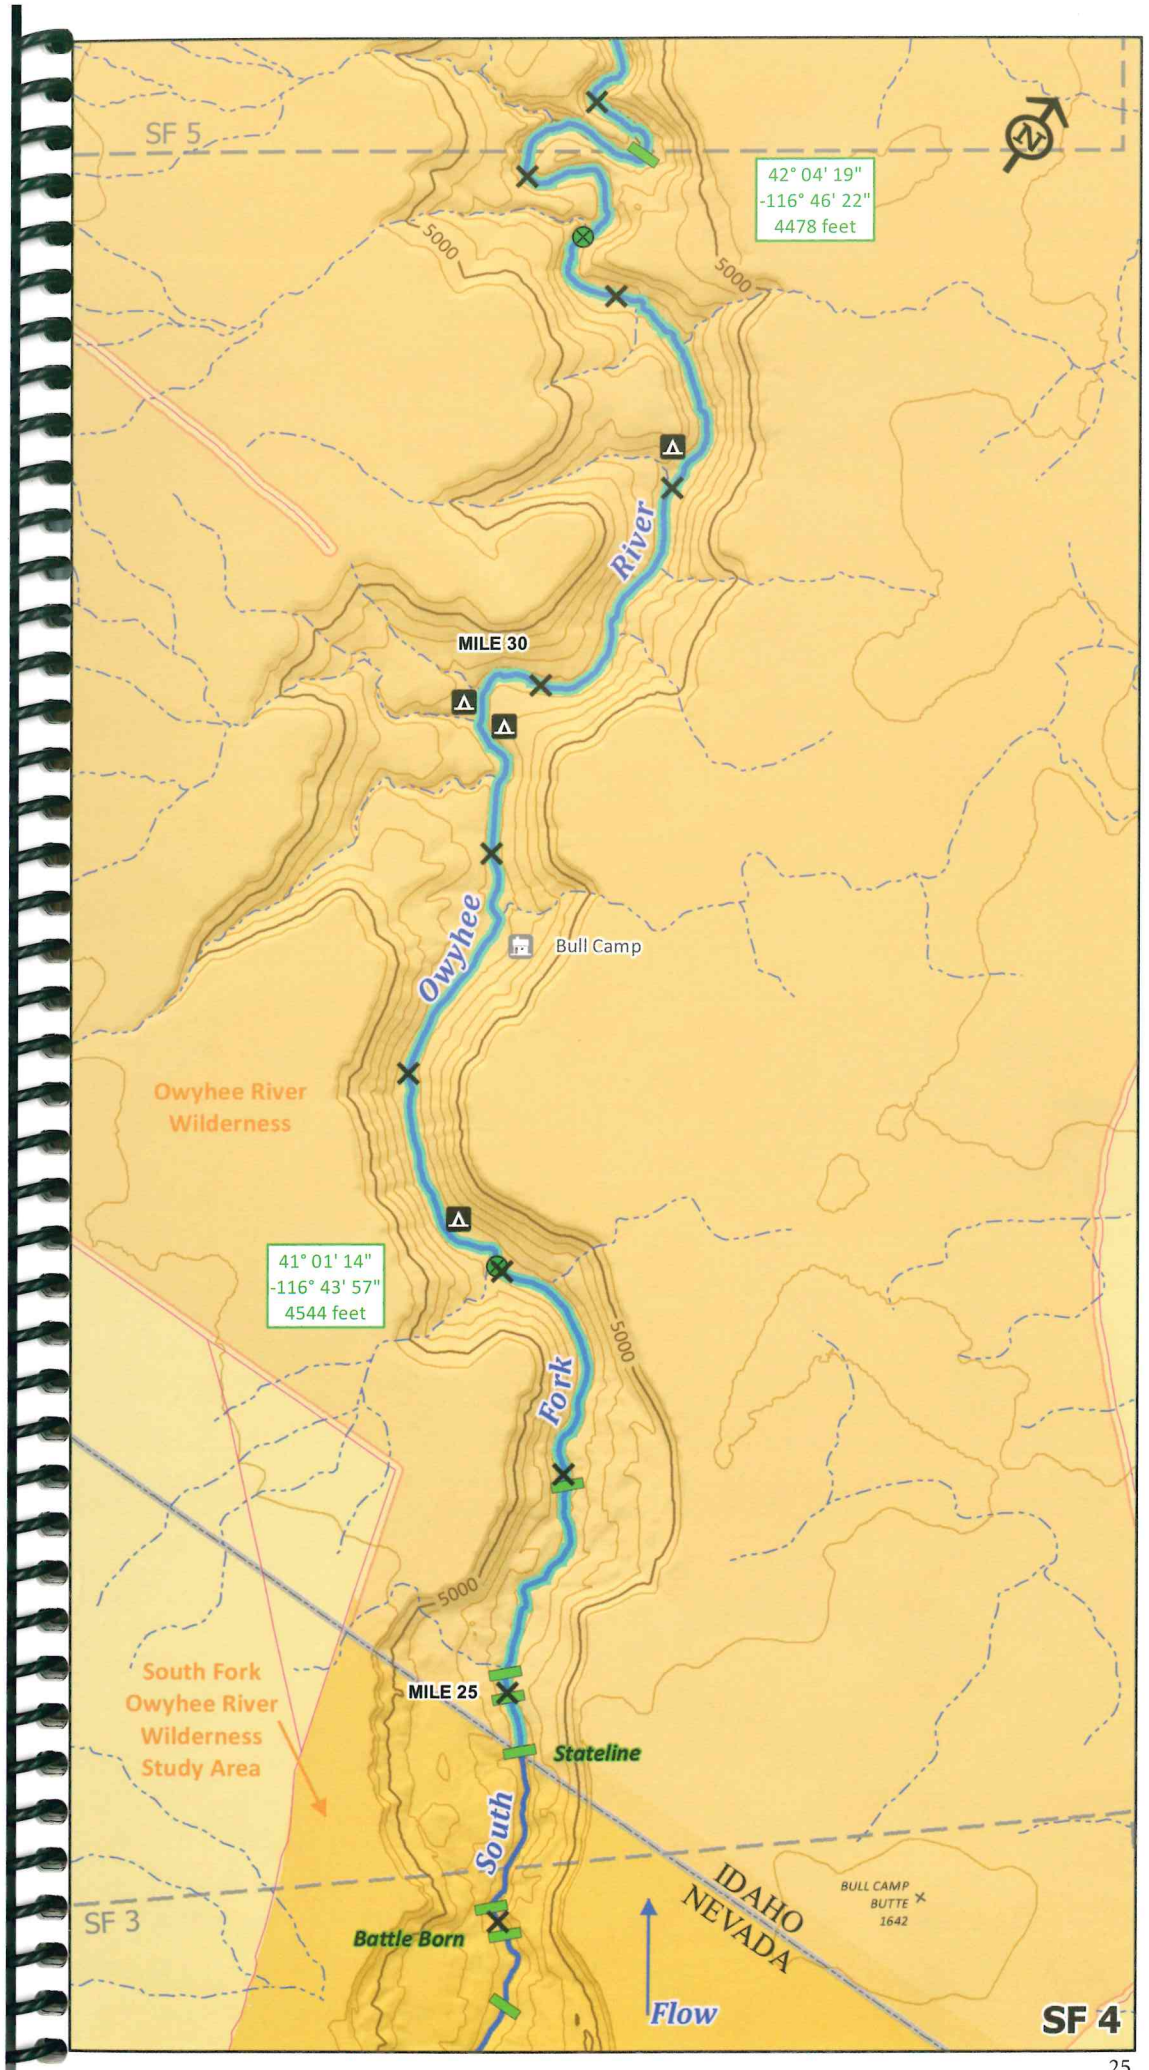 SF 5
N
42° 04' 19"
-116° 46' 22"
4478 feet
5000
5000
River
MILE 30
Owyhee
Bull Camp
Owyhee River
Wilderness
41° 01' 14"
-116° 43' 57"
4544 feet
5000
Fork
5000
South Fork
Owyhee River
Wilderness
Study Area
MILE 25
Stateline
South
IDAHO
NEVADA
BULL CAMP
BUTTE
1642
SF 3
Battle Born
Flow
SF 4
25